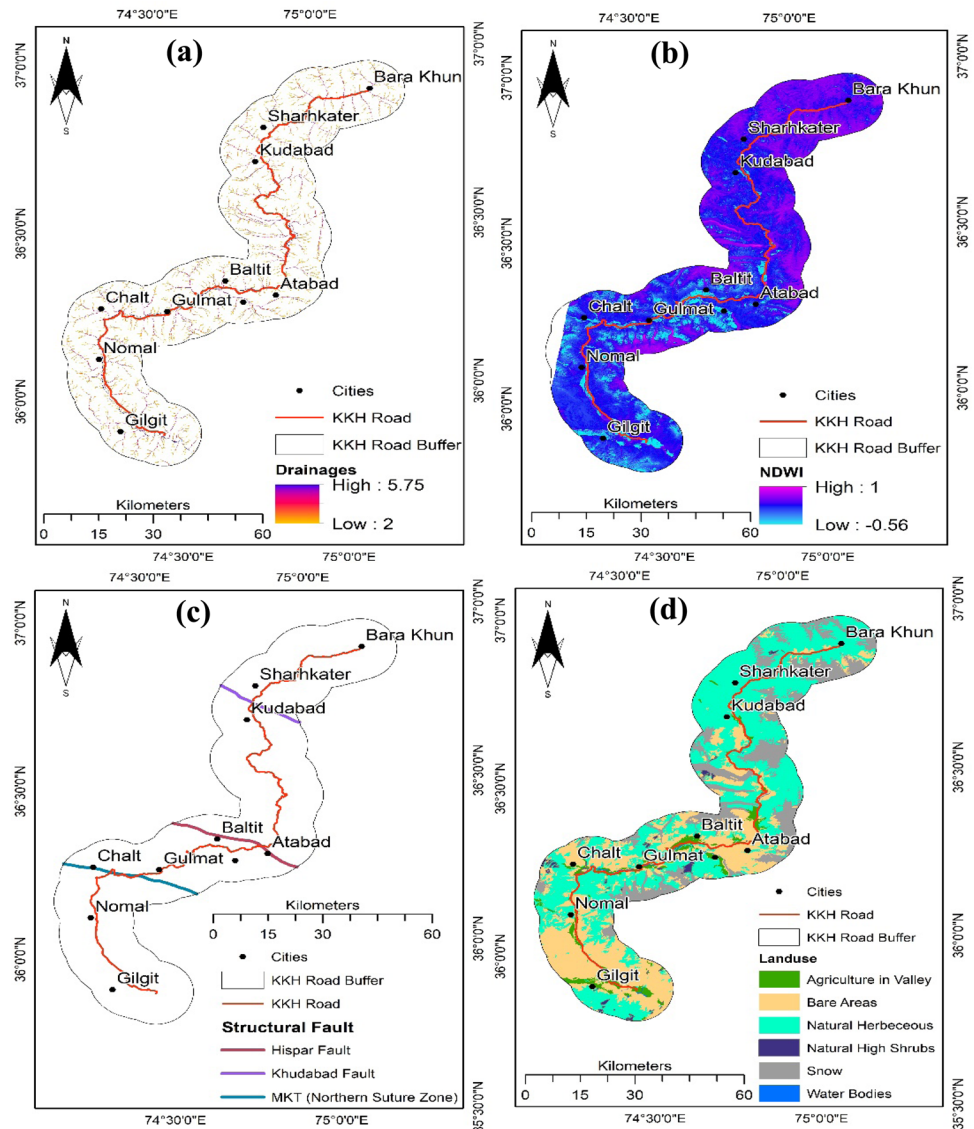 74°30'0"E 75°0'0"E
(a)
N
S
37°0'0"N
36°30'0"N
36°0'0"N
Bara Khun
Sharhkater
Kudabad
Baltit
Atabad
Chalt
Gulmat
Nomal
Gilgit
Cities
KKH Road
KKH Road Buffer
Drainages
High : 5.75
Low : 2
Kilometers
0 15 30 60
74°30'0"E 75°0'0"E
74°30'0"E 75°0'0"E
(b)
N
S
37°0'0"N
36°30'0"N
36°0'0"N
Bara Khun
Sharhkater
Kudabad
Baltit
Atabad
Chalt
Gulmat
Nomal
Gilgit
Cities
KKH Road
KKH Road Buffer
NDWI
High : 1
Low : -0.56
Kilometers
0 15 30 60
74°30'0"E 75°0'0"E
74°30'0"E 75°0'0"E
(c)
N
S
37°0'0"N
36°30'0"N
36°0'0"N
Bara Khun
Sharhkater
Kudabad
Baltit
Atabad
Chalt
Gulmat
Nomal
Gilgit
Kilometers
0 15 30 60
Cities
KKH Road Buffer
KKH Road
Structural Fault
Hispar Fault
Khudabad Fault
MKT (Northern Suture Zone)
74°30'0"E 75°0'0"E
74°30'0"E 75°0'0"E
(d)
N
S
37°0'0"N
36°30'0"N
36°0'0"N
35°30'0"N
Bara Khun
Sharhkater
Kudabad
Baltit
Atabad
Chalt
Gulmat
Nomal
Gilgit
Cities
KKH Road
KKH Road Buffer
Landuse
Agriculture in Valley
Bare Areas
Natural Herbeceous
Natural High Shrubs
Snow
Water Bodies
Kilometers
0 15 30 60
74°30'0"E 75°0'0"E